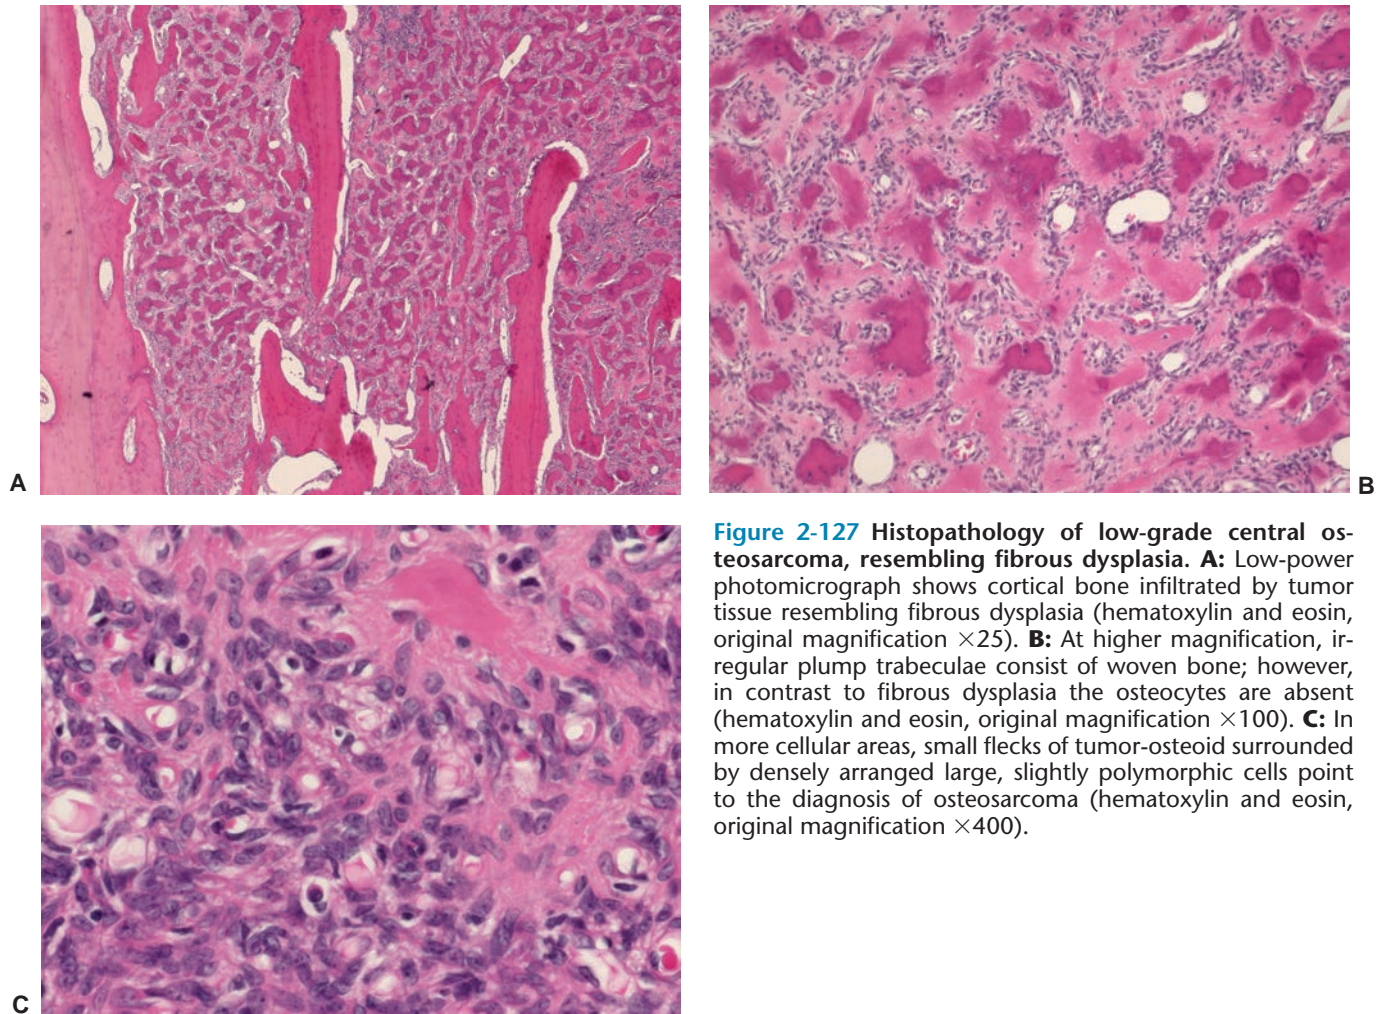 A
B
C
Figure 2-127 Histopathology of low-grade central os-
teosarcoma, resembling fibrous dysplasia. A: Low-power
photomicrograph shows cortical bone infiltrated by tumor
tissue resembling fibrous dysplasia (hematoxylin and eosin,
original magnification ×25). B: At higher magnification, ir-
regular plump trabeculae consist of woven bone; however,
in contrast to fibrous dysplasia the osteocytes are absent
(hematoxylin and eosin, original magnification ×100). C: In
more cellular areas, small flecks of tumor-osteoid surrounded
by densely arranged large, slightly polymorphic cells point
to the diagnosis of osteosarcoma (hematoxylin and eosin,
original magnification ×400).